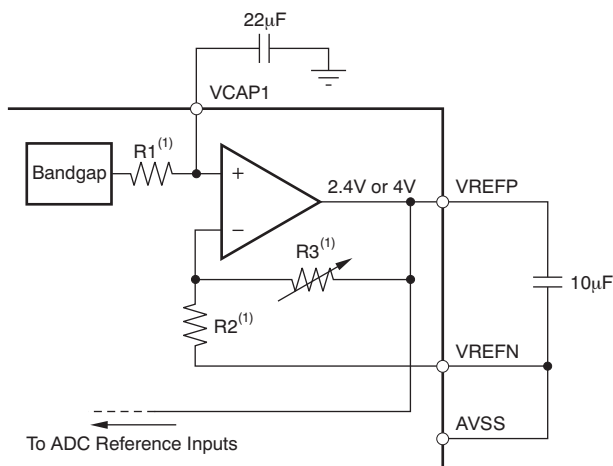 22µF
VCAP1
R1(1)
Bandgap
+
2.4V or 4V
VREFP
−
R3(1)
10µF
R2(1)
VREFN
AVSS
To ADC Reference Inputs